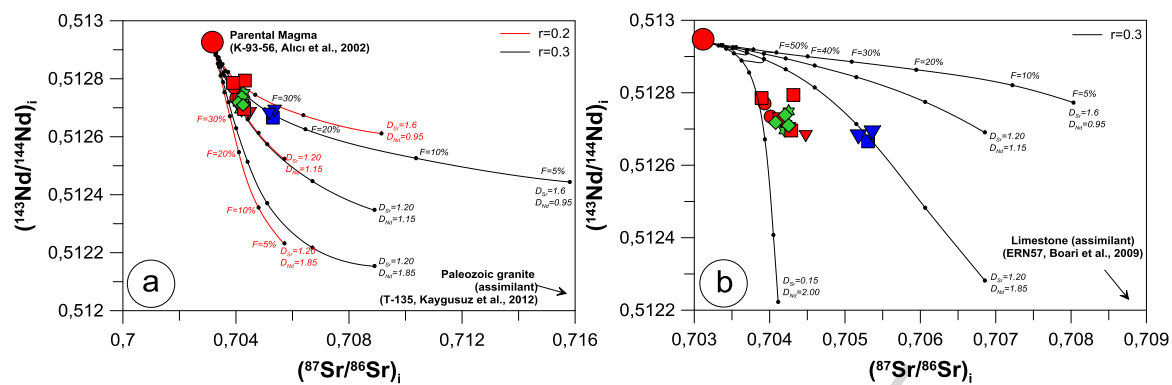 0,513
0,5128
0,5126
0,5124
0,5122
0,512
(143Nd/144Nd)i
Parental Magma
(K-93-56, Alıcı et al., 2002)
r=0.2
r=0.3
F=30%
F=20%
F=10%
F=5%
DSr=1.6
DNd=0.95
DSr=1.6
DNd=0.95
DSr=1.20
DNd=1.15
DSr=1.20
DNd=1.15
F=30%
F=20%
F=10%
F=5%
DSr=1.20
DNd=1.85
DSr=1.20
DNd=1.85
a
Paleozoic granite
(assimilant)
(T-135, Kaygusuz et al., 2012)
0,7
0,704
0,708
0,712
0,716
(87Sr/86Sr)i
0,513
0,5128
0,5126
0,5124
0,5122
(143Nd/144Nd)i
r=0.3
F=50%
F=40%
F=30%
F=20%
F=10%
F=5%
DSr=1.6
DNd=0.95
DSr=1.20
DNd=1.15
DSr=1.20
DNd=1.85
DSr=0.15
DNd=2.00
b
Limestone (assimilant)
(ERN57, Boari et al., 2009)
0,703
0,704
0,705
0,706
0,707
0,708
0,709
(87Sr/86Sr)i